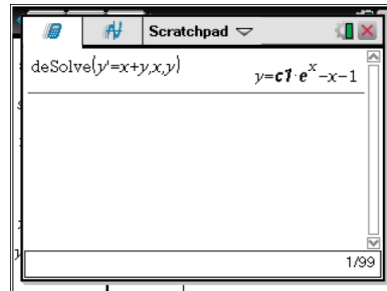 Scratchpad
deSolve(y'=x+y,x,y)
y=c1·e^x-x-1
1/99